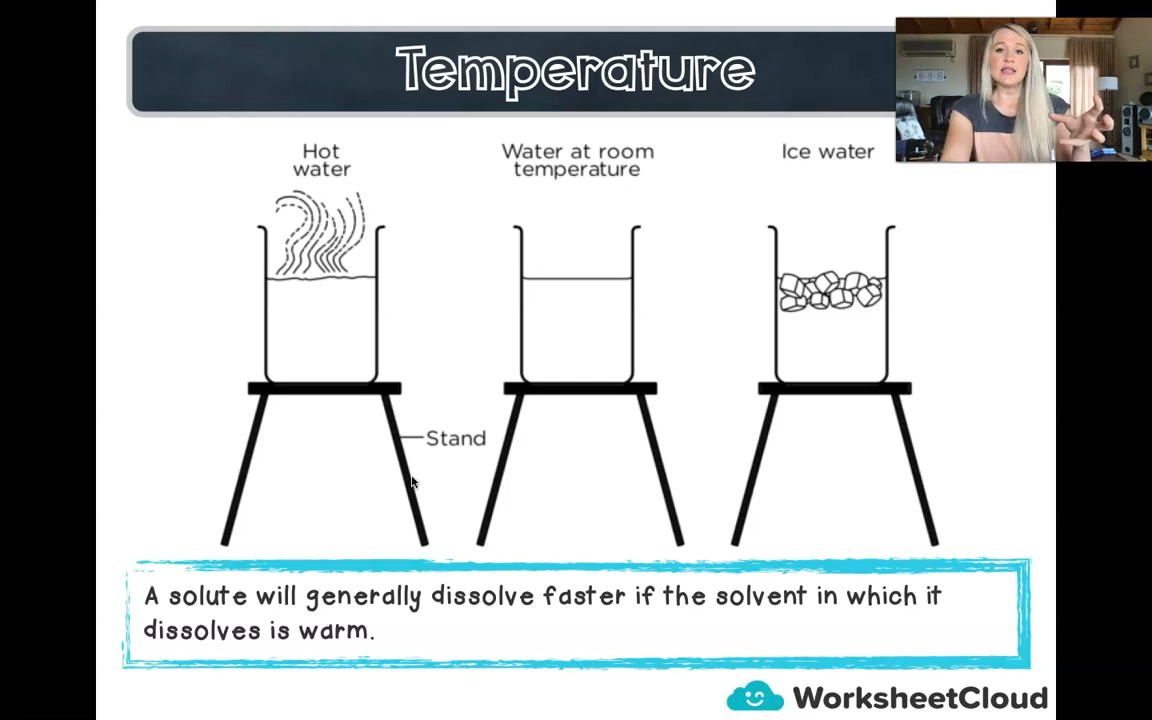 Temperature
Hot
water
Water at room
temperature
Ice water
Stand
A solute will generally dissolve faster if the solvent in which it
dissolves is warm.
WorksheetCloud